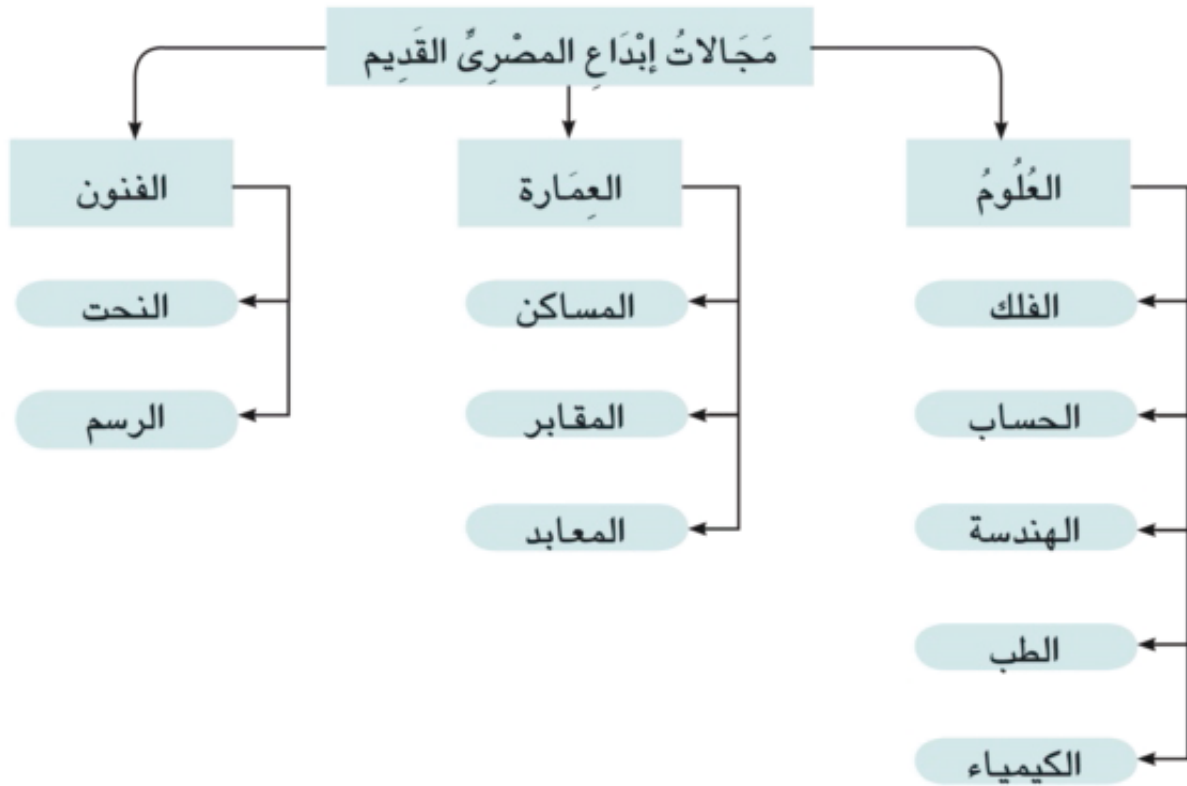 مَجَالاتُ إبْدَاعِ المصْرِىِّ القَدِيم
العُلُومُ
الفلك
الحساب
الهندسة
الطب
الكيمياء
العِمَارة
المساكن
المقابر
المعابد
الفنون
النحت
الرسم